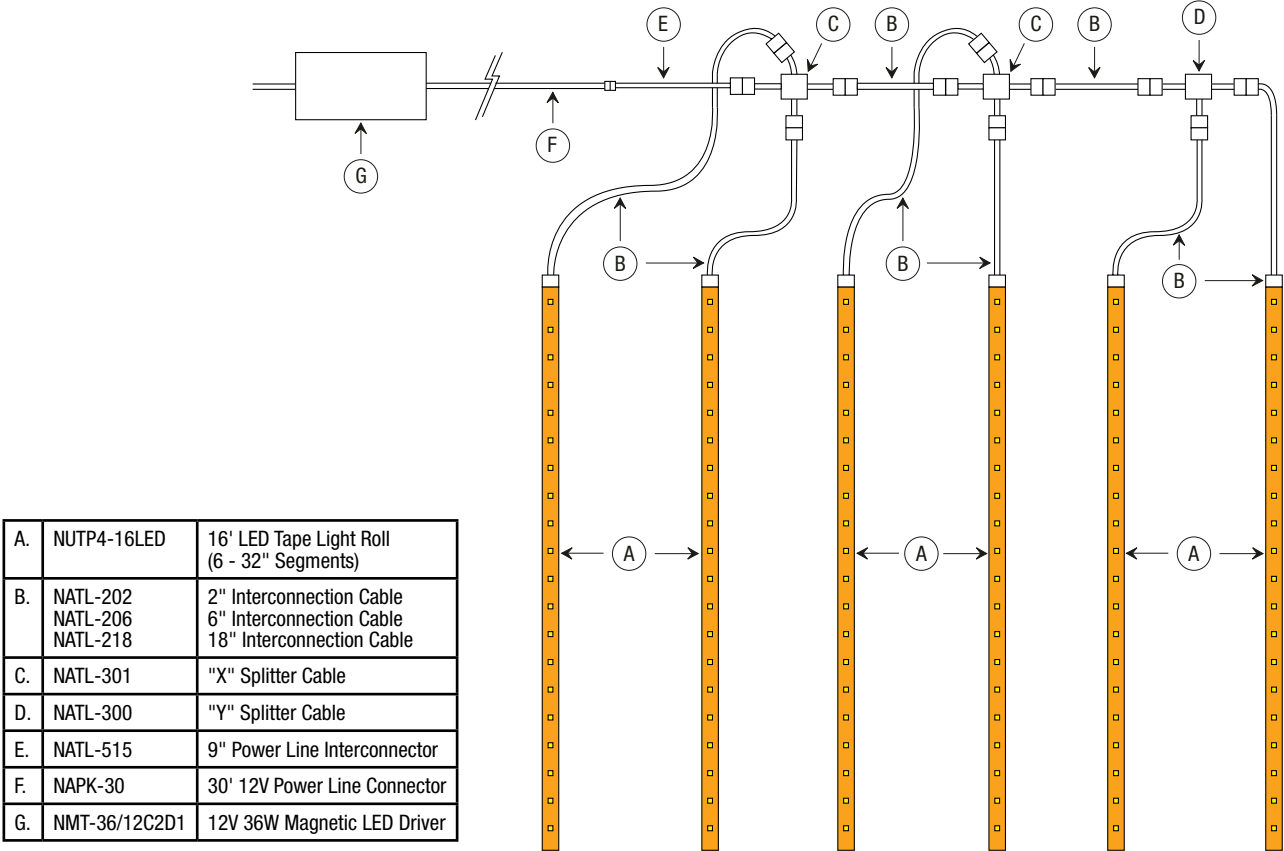 E
C
B
C
B
D
F
G
B
B
B
A
A
A
A. NUTP4-16LED 16' LED Tape Light Roll
(6 - 32" Segments)
B. NATL-202 2" Interconnection Cable
NATL-206 6" Interconnection Cable
NATL-218 18" Interconnection Cable
C. NATL-301 "X" Splitter Cable
D. NATL-300 "Y" Splitter Cable
E. NATL-515 9" Power Line Interconnector
F. NAPK-30 30' 12V Power Line Connector
G. NMT-36/12C2D1 12V 36W Magnetic LED Driver